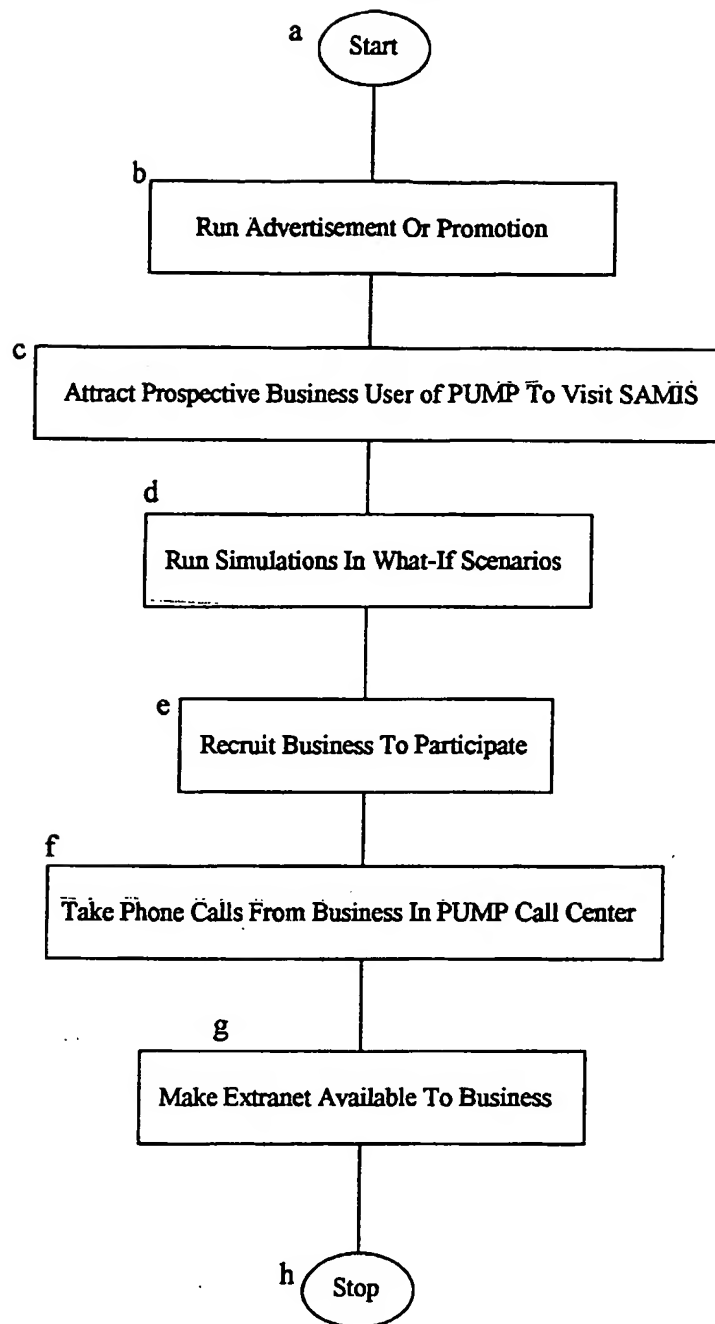 a
Start
b
Run Advertisement Or Promotion
c
Attract Prospective Business User of PUMP To Visit SAMIS
d
Run Simulations In What-If Scenarios
e
Recruit Business To Participate
f
Take Phone Calls From Business In PUMP Call Center
g
Make Extranet Available To Business
h
Stop